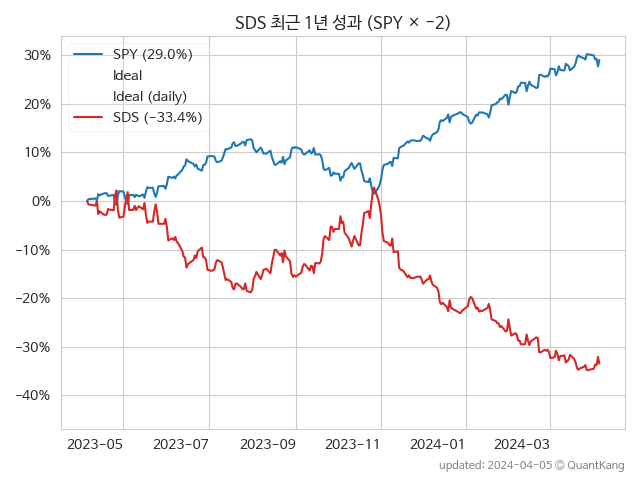 SDS 최근 1년 성과 (SPY × −2)
SPY (29.0%)
Ideal
Ideal (daily)
SDS (−33.4%)
30%
20%
10%
0%
−10%
−20%
−30%
−40%
2023-05 2023-07 2023-09 2023-11 2024-01 2024-03
updated: 2024-04-05 © QuantKang